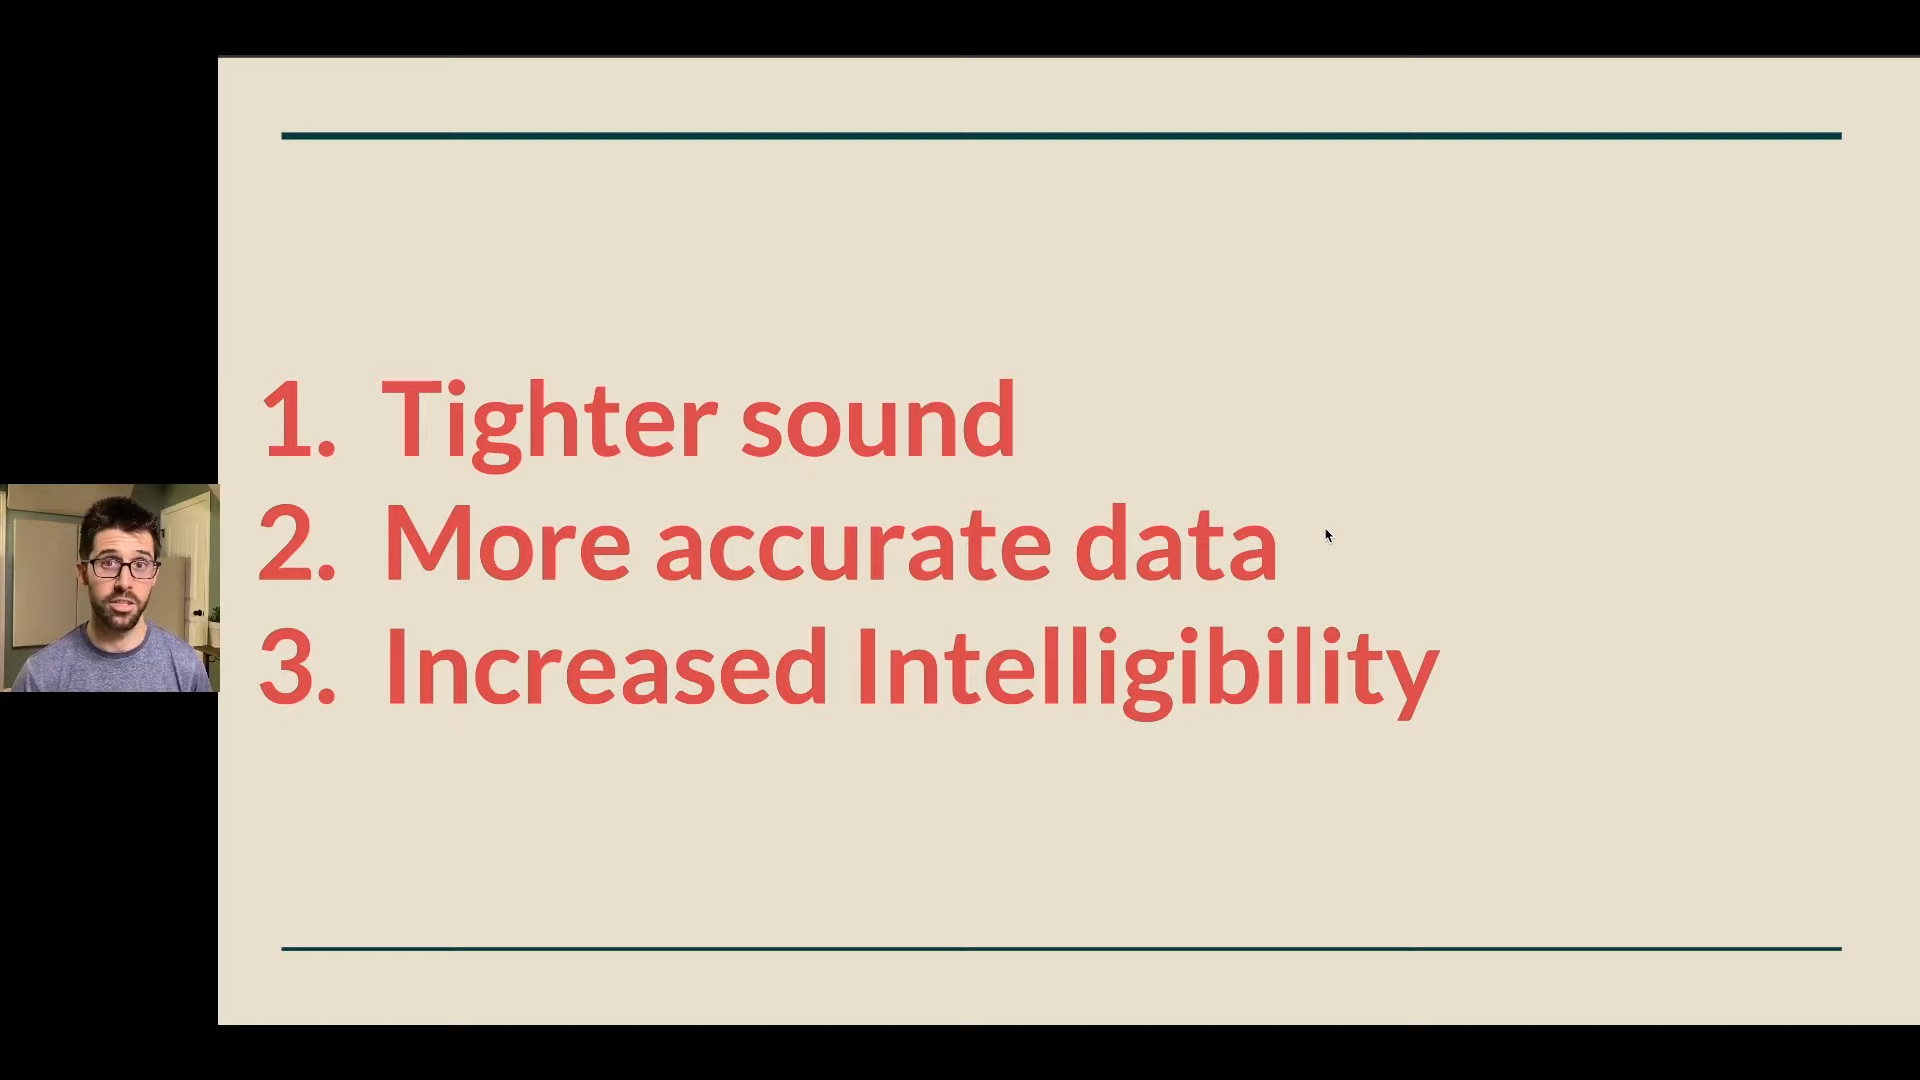 1. Tighter sound
2. More accurate data
3. Increased Intelligibility